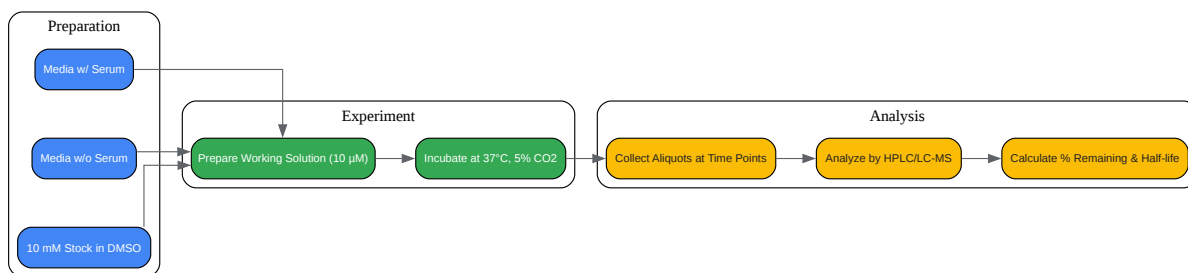 Preparation
Media w/ Serum
Media w/o Serum
10 mM Stock in DMSO
Experiment
Prepare Working Solution (10 µM)
Incubate at 37°C, 5% CO2
Analysis
Collect Aliquots at Time Points
Analyze by HPLC/LC-MS
Calculate % Remaining & Half-life